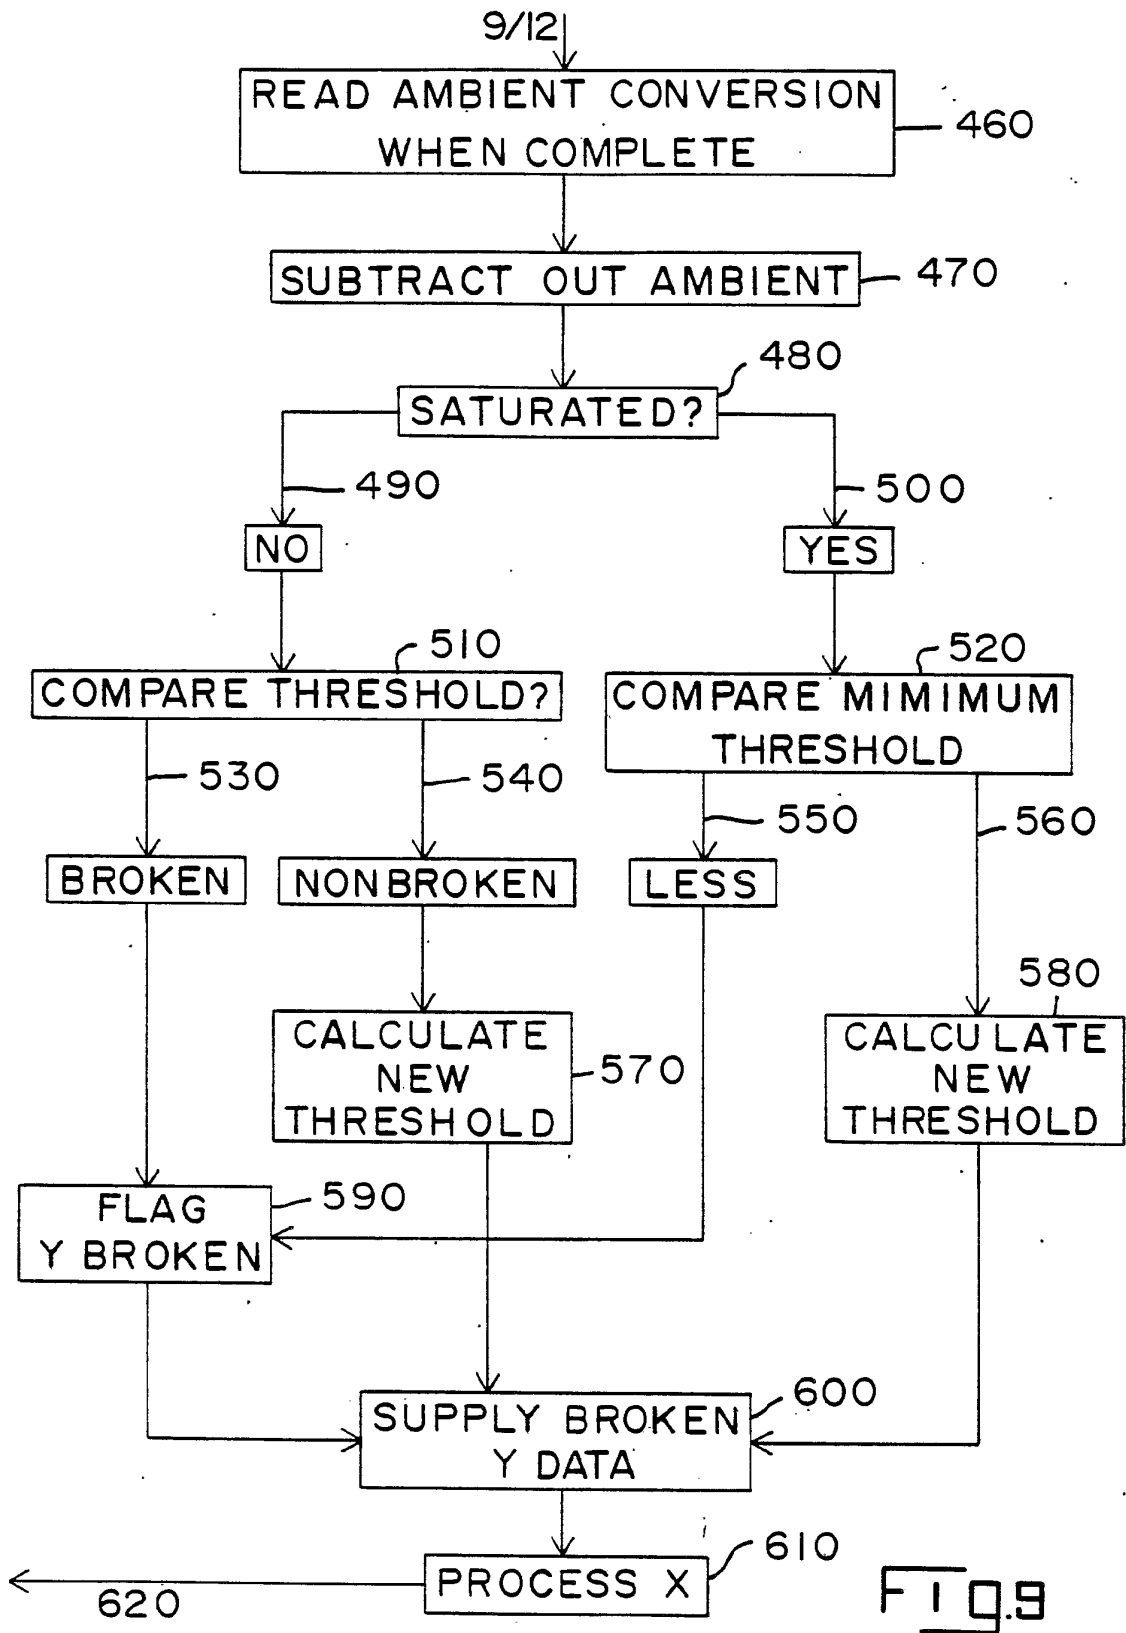 9/12
READ AMBIENT CONVERSION
WHEN COMPLETE
460
SUBTRACT OUT AMBIENT
470
480
SATURATED?
490
500
NO
YES
510
520
COMPARE THRESHOLD?
COMPARE MIMIMUM
THRESHOLD
530
540
550
560
BROKEN
NONBROKEN
LESS
580
CALCULATE
NEW
THRESHOLD
570
CALCULATE
NEW
THRESHOLD
FLAG
Y BROKEN
590
600
SUPPLY BROKEN
Y DATA
610
PROCESS X
620
FIG.9